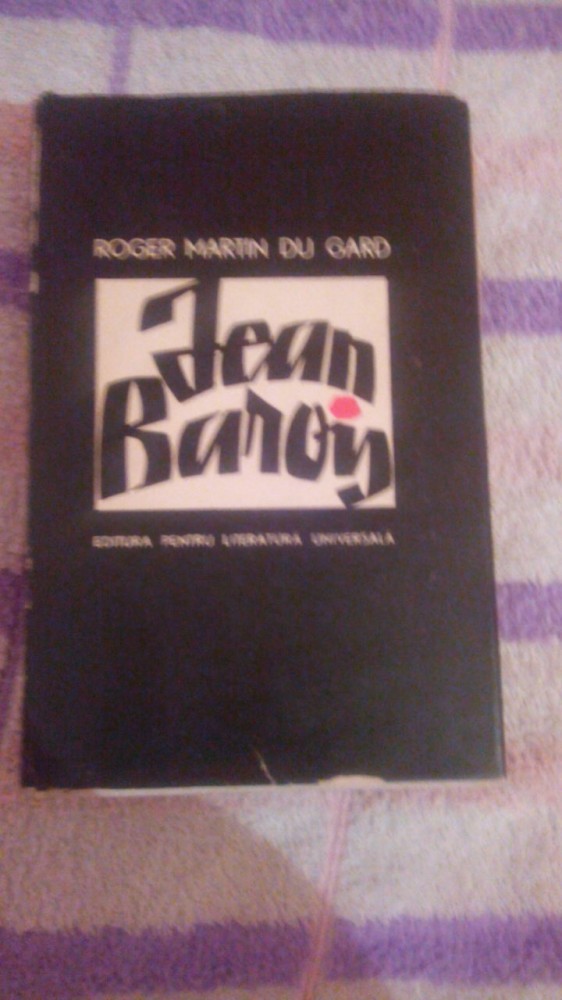 ROGER MARTIN DU GARD
Jean
Barois
EDITURA PENTRU LITERATURĂ UNIVERSALĂ